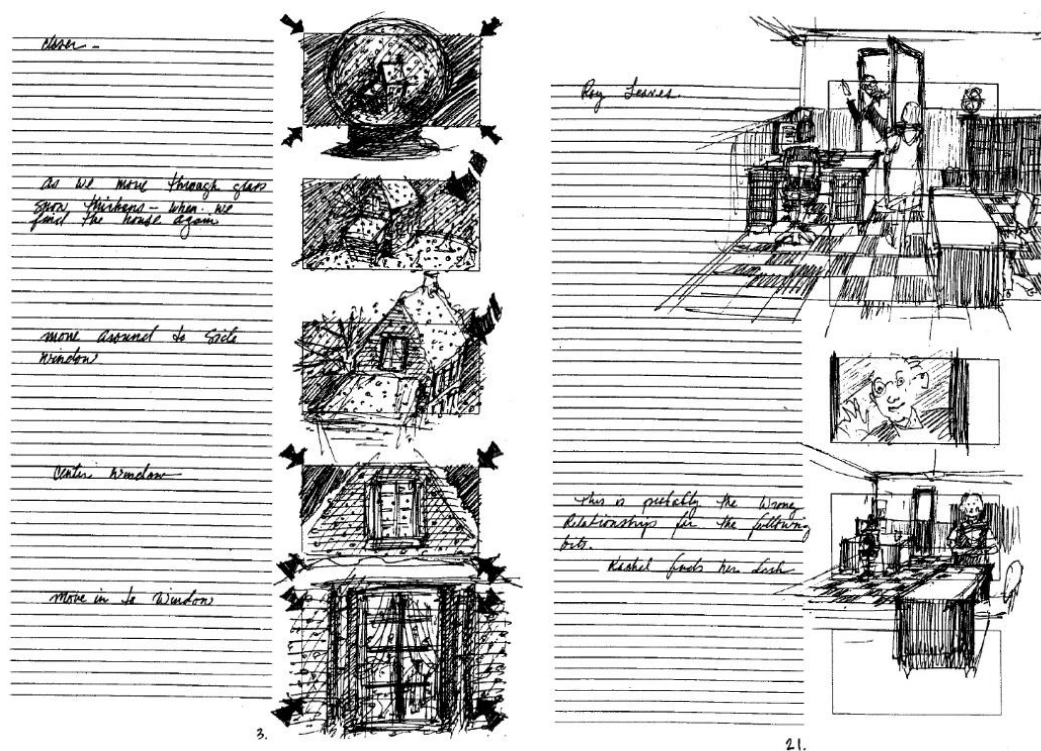 closer –
as we move through glass
snow thickens – when we
find the house again
move around to side
window
center window
move in to window
3.
Roy Leaves.
this is probably the wrong
Relationship for the following
bits.
Rachel finds her
21.